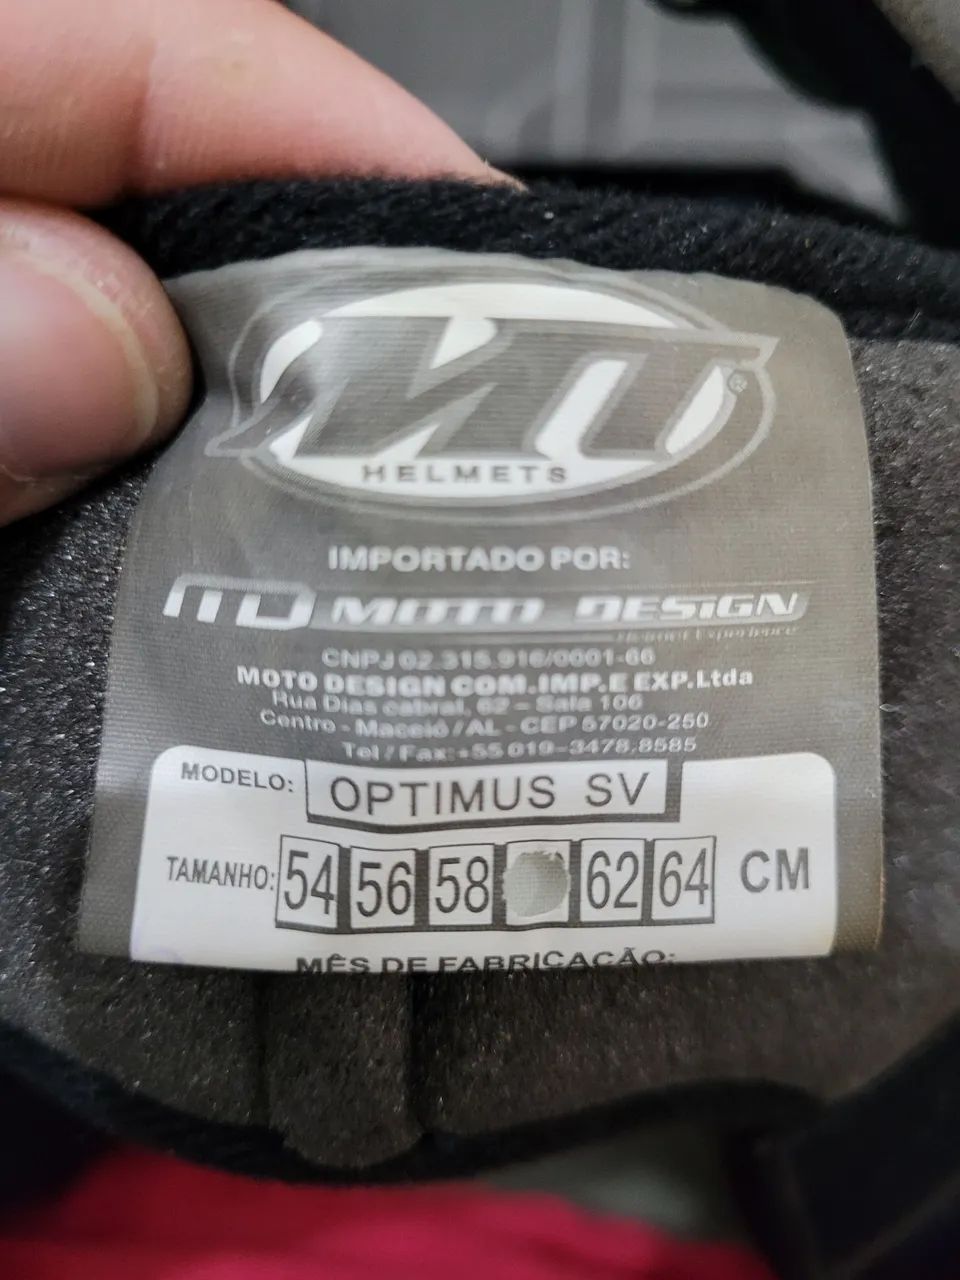 MT®
HELMETS
IMPORTADO POR:
MD MOTO DESIGN
Helmet Experience
CNPJ 02.315.916/0001-66
MOTO DESIGN COM.IMP.E EXP.Ltda
Rua Dias cabral, 62 - Sala 106
Centro - Maceió / AL - CEP 57020-250
Tel / Fax:+55 019-3478.8585
MODELO: OPTIMUS SV
TAMANHO: 54 56 58 62 64 CM
MÊS DE FABRICAÇÃO: